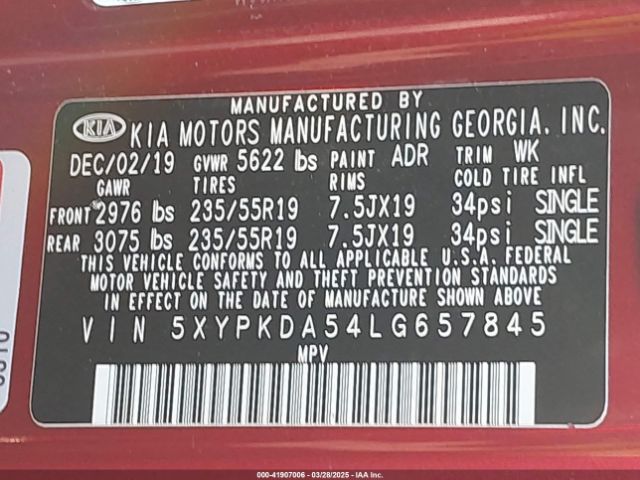 MANUFACTURED BY
KIA KIA MOTORS MANUFACTURING GEORGIA, INC.
DEC/02/19 GVWR 5622 lbs PAINT ADR TRIM WK
GAWR TIRES RIMS COLD TIRE INFL
FRONT 2976 lbs 235/55R19 7.5JX19 34psi SINGLE
REAR 3075 lbs 235/55R19 7.5JX19 34psi SINGLE
THIS VEHICLE CONFORMS TO ALL APPLICABLE U.S.A. FEDERAL
MOTOR VEHICLE SAFETY AND THEFT PREVENTION STANDARDS
IN EFFECT ON THE DATE OF MANUFACTURE SHOWN ABOVE
VIN 5XYPKDA54LG657845
MPV
000-41907006 | 03/28/2025 - IAA Inc.